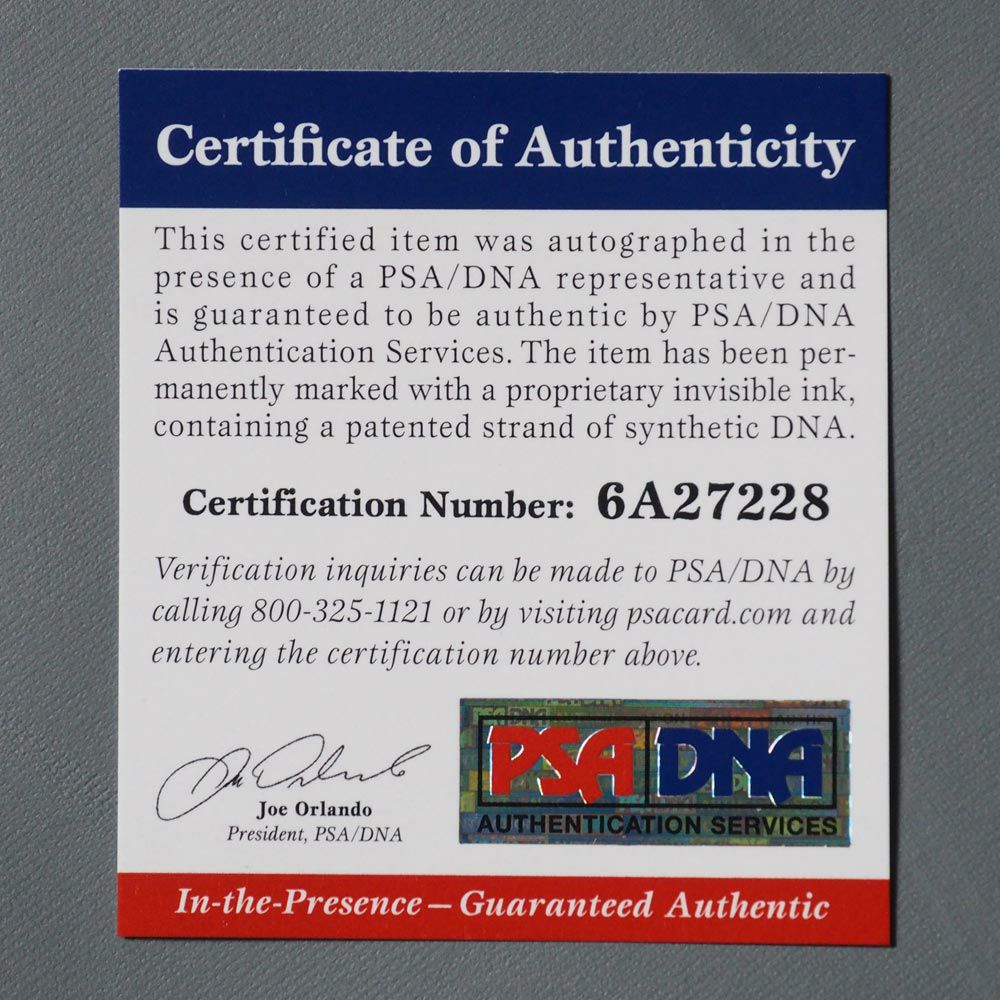 Certificate of Authenticity
This certified item was autographed in the
presence of a PSA/DNA representative and
is guaranteed to be authentic by PSA/DNA
Authentication Services. The item has been per-
manently marked with a proprietary invisible ink,
containing a patented strand of synthetic DNA.
Certification Number: 6A27228
Verification inquiries can be made to PSA/DNA by
calling 800-325-1121 or by visiting psacard.com and
entering the certification number above.
Joe Orlando
Joe Orlando
President, PSA/DNA
PSA DNA
AUTHENTICATION SERVICES
In-the-Presence – Guaranteed Authentic